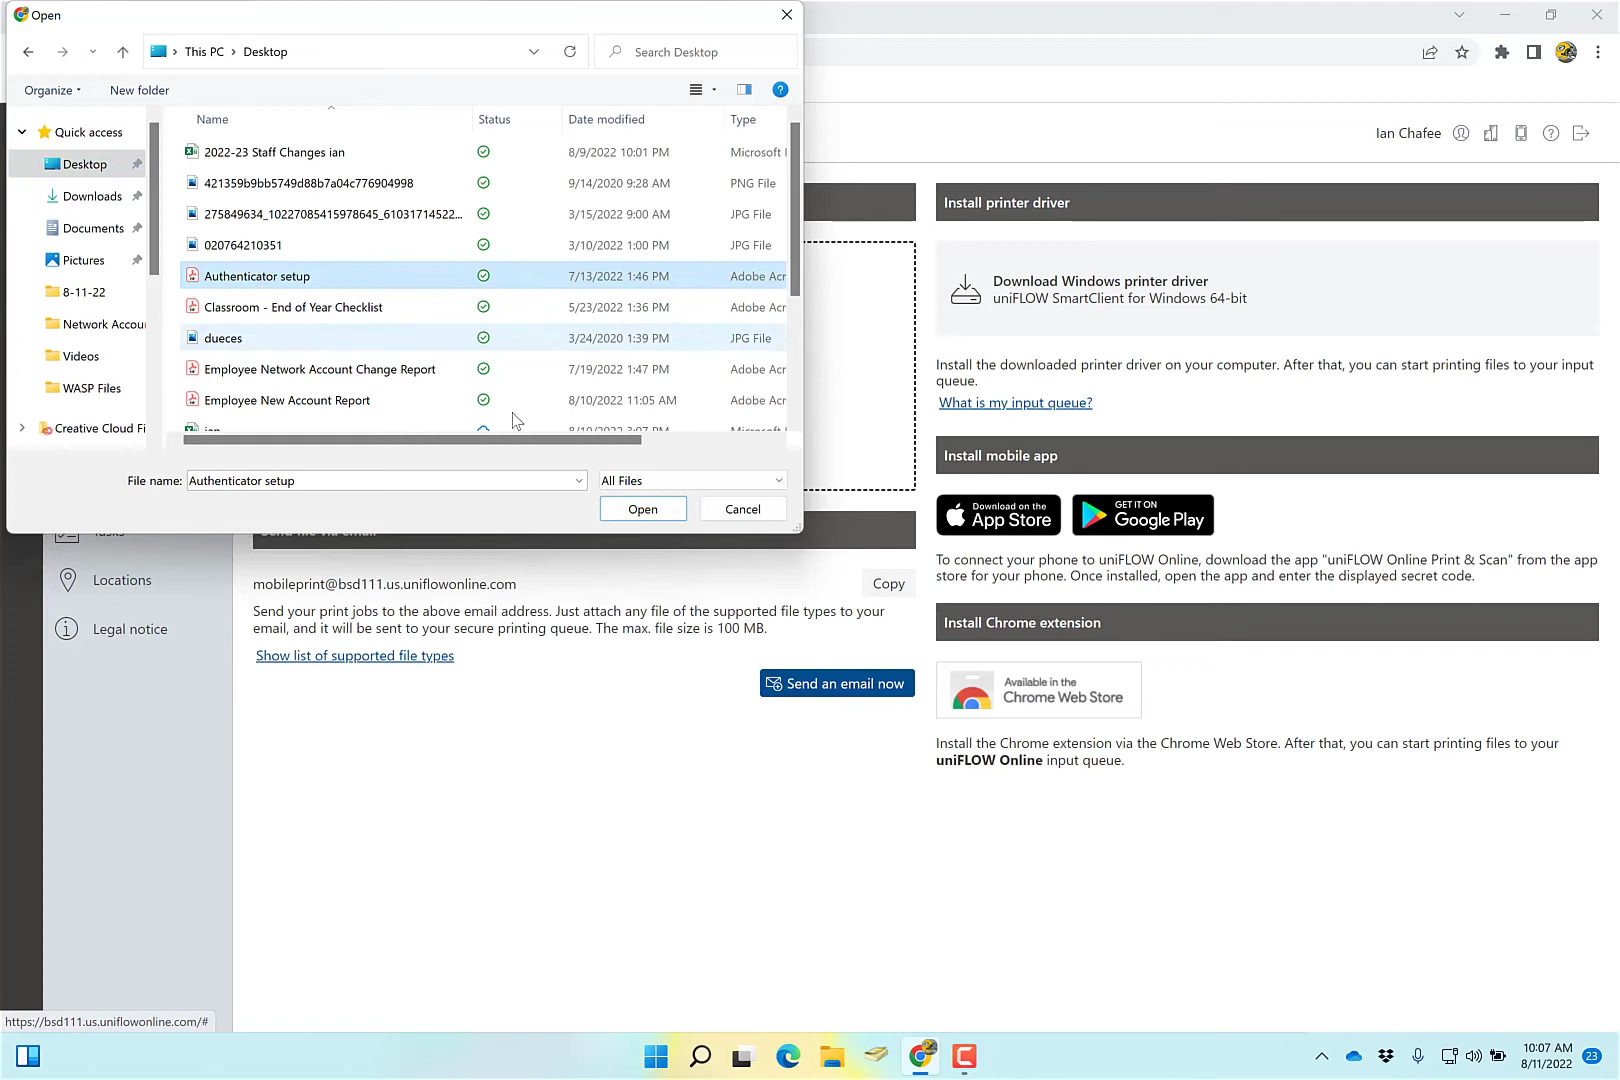 Open
This PC > Desktop
Search Desktop
Organize
New folder
Name
Status
Date modified
Type
Quick access
Desktop
Downloads
Documents
Pictures
8-11-22
Network Accou
Videos
WASP Files
Creative Cloud Fi
2022-23 Staff Changes ian
8/9/2022 10:01 PM
Microsoft
421359b9bb5749d88b7a04c776904998
9/14/2020 9:28 AM
PNG File
275849634_10227085415978645_61031714522...
3/15/2022 9:00 AM
JPG File
020764210351
3/10/2022 1:00 PM
JPG File
Authenticator setup
7/13/2022 1:46 PM
Adobe Acr
Classroom - End of Year Checklist
5/23/2022 1:36 PM
Adobe Acr
dueces
3/24/2020 1:39 PM
JPG File
Employee Network Account Change Report
7/19/2022 1:47 PM
Adobe Acr
Employee New Account Report
8/10/2022 11:05 AM
Adobe Acr
File name:
Authenticator setup
All Files
Open
Cancel
Ian Chafee
Install printer driver
Download Windows printer driver
uniFLOW SmartClient for Windows 64-bit
Install the downloaded printer driver on your computer. After that, you can start printing files to your input
queue.
What is my input queue?
Install mobile app
Download on the
App Store
GET IT ON
Google Play
To connect your phone to uniFLOW Online, download the app "uniFLOW Online Print & Scan" from the app
store for your phone. Once installed, open the app and enter the displayed secret code.
Install Chrome extension
Available in the
Chrome Web Store
Install the Chrome extension via the Chrome Web Store. After that, you can start printing files to your
uniFLOW Online input queue.
Locations
Legal notice
mobileprint@bsd111.us.uniflowonline.com
Copy
Send your print jobs to the above email address. Just attach any file of the supported file types to your
email, and it will be sent to your secure printing queue. The max. file size is 100 MB.
Show list of supported file types
Send an email now
https://bsd111.us.uniflowonline.com/#
10:07 AM
8/11/2022
23